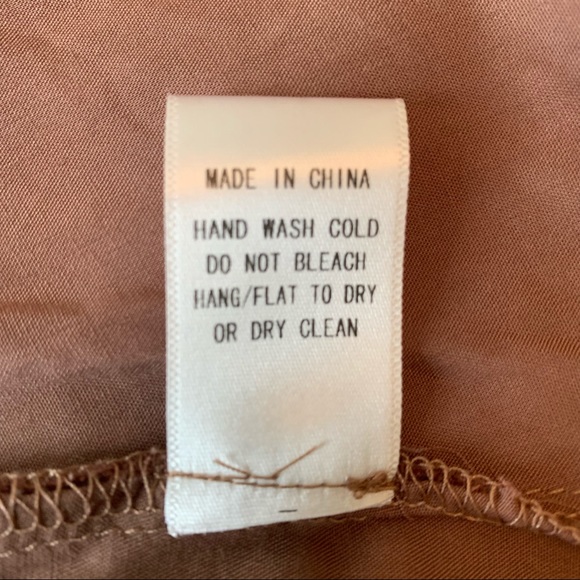 MADE IN CHINA
HAND WASH COLD
DO NOT BLEACH
HANG/FLAT TO DRY
OR DRY CLEAN